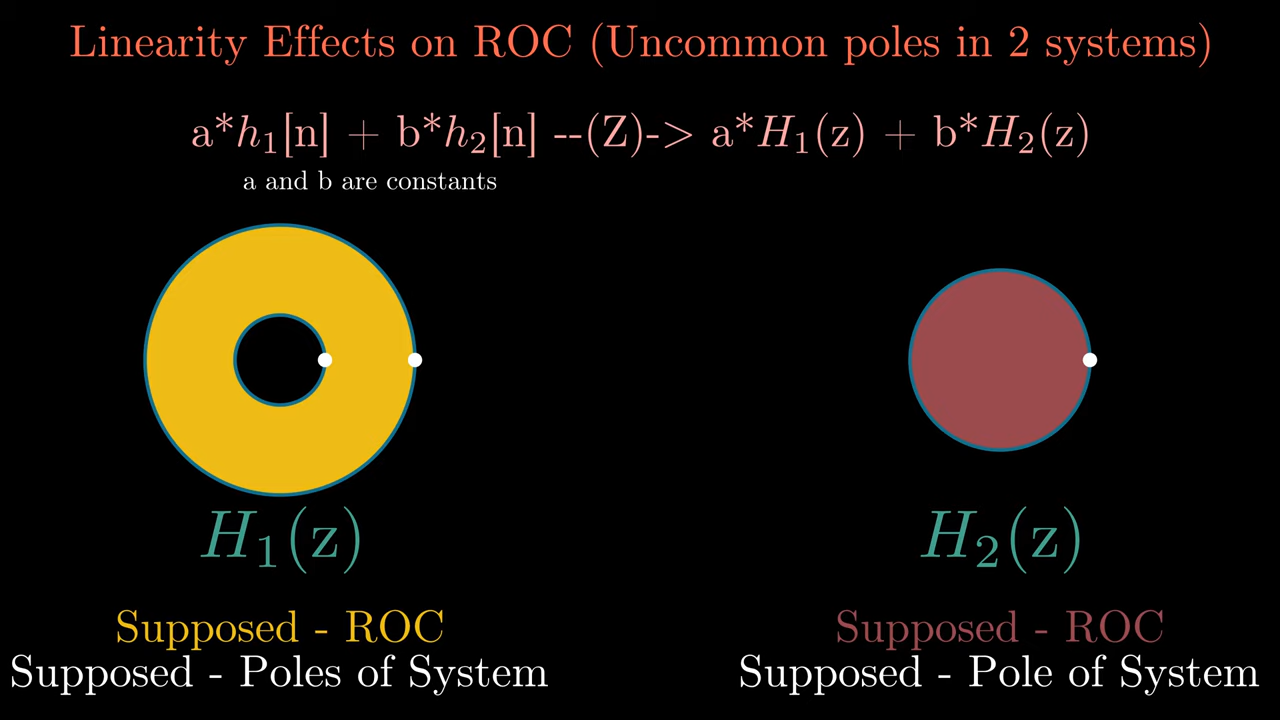 Linearity Effects on ROC (Uncommon poles in 2 systems)
a*h₁[n] + b*h₂[n] --(Z)-> a*H₁(z) + b*H₂(z)
a and b are constants
H₁(z)
H₂(z)
Supposed - ROC
Supposed - ROC
Supposed - Poles of System
Supposed - Pole of System